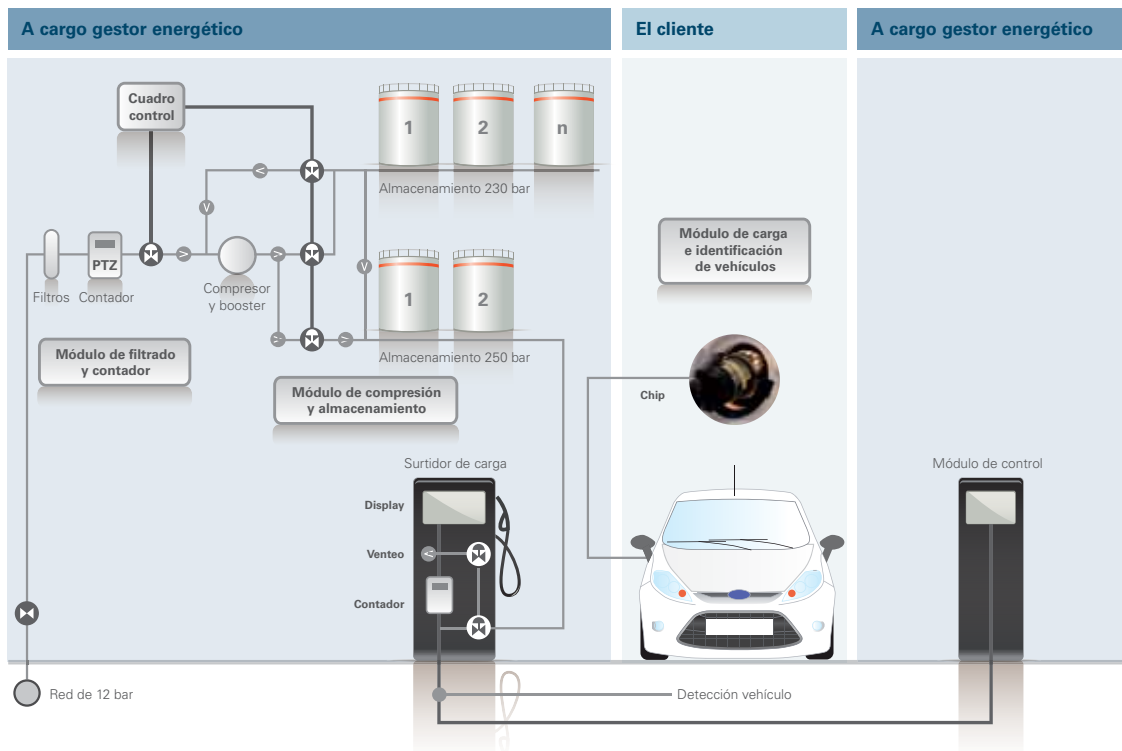 A cargo gestor energético
El cliente
A cargo gestor energético
Cuadro
control
1
2
n
Almacenamiento 230 bar
PTZ
Filtros
Contador
Compresor
y booster
1
2
Almacenamiento 250 bar
Módulo de filtrado
y contador
Módulo de compresión
y almacenamiento
Módulo de carga
e identificación
de vehículos
Chip
Surtidor de carga
Display
Venteo
Contador
Módulo de control
Red de 12 bar
Detección vehículo